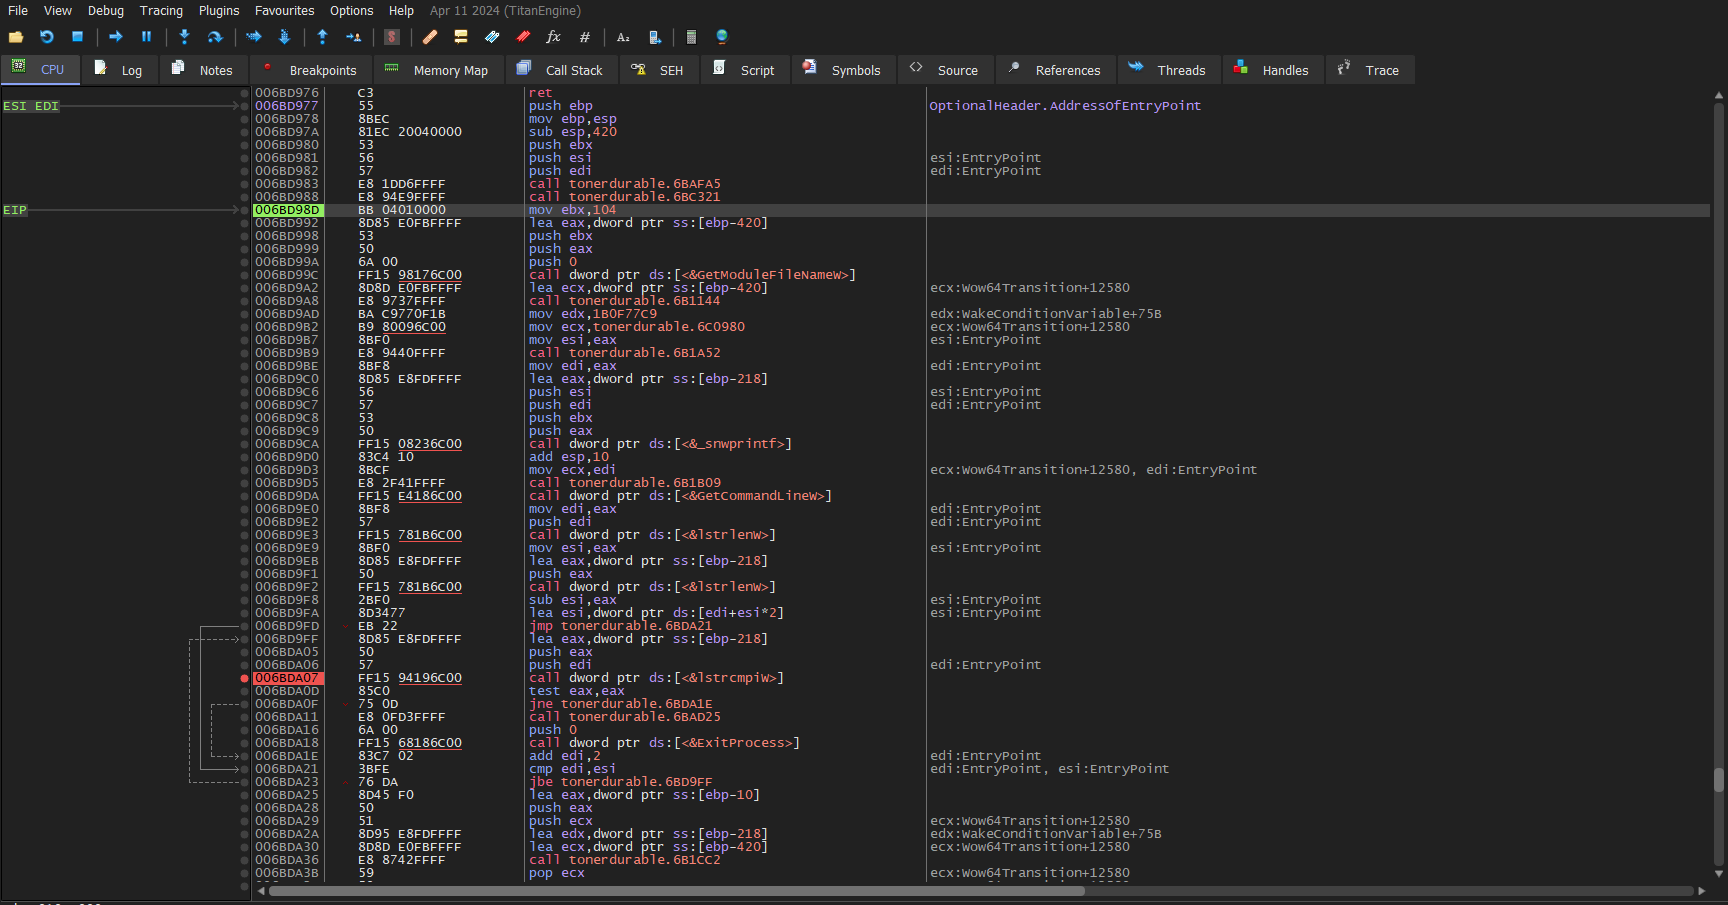 File View Debug Tracing Plugins Favourites Options Help Apr 11 2024 (TitanEngine)
CPU Log Notes Breakpoints Memory Map Call Stack SEH Script Symbols Source References Threads Handles Trace
006BD976 C3 ret
ESI EDI 006BD977 55 push ebp OptionalHeader.AddressOfEntryPoint
006BD978 8BEC mov ebp,esp
006BD97A 81EC 20040000 sub esp,420
006BD980 53 push ebx
006BD981 56 push esi esi:EntryPoint
006BD982 57 push edi edi:EntryPoint
006BD983 E8 1DD6FFFF call tonerdurable.6BAFA5
006BD988 E8 94E9FFFF call tonerdurable.6BC321
EIP 006BD98D BB 04010000 mov ebx,104
006BD992 8D85 E0FBFFFF lea eax,dword ptr ss:[ebp-420]
006BD998 53 push ebx
006BD999 50 push eax
006BD99A 6A 00 push 0
006BD99C FF15 98176C00 call dword ptr ds:[<&GetModuleFileNameW>]
006BD9A2 8D8D E0FBFFFF lea ecx,dword ptr ss:[ebp-420] ecx:Wow64Transition+12580
006BD9A8 E8 9737FFFF call tonerdurable.6B1144
006BD9AD BA C9770F1B mov edx,1B0F77C9 edx:WakeConditionVariable+75B
006BD9B2 B9 80096C00 mov ecx,tonerdurable.6C0980 ecx:Wow64Transition+12580
006BD9B7 8BF0 mov esi,eax esi:EntryPoint
006BD9B9 E8 9440FFFF call tonerdurable.6B1A52
006BD9BE 8BF8 mov edi,eax edi:EntryPoint
006BD9C0 8D85 E8FDFFFF lea eax,dword ptr ss:[ebp-218]
006BD9C6 56 push esi esi:EntryPoint
006BD9C7 57 push edi edi:EntryPoint
006BD9C8 53 push ebx
006BD9C9 50 push eax
006BD9CA FF15 08236C00 call dword ptr ds:[<&_snwprintf>]
006BD9D0 83C4 10 add esp,10
006BD9D3 8BCF mov ecx,edi ecx:Wow64Transition+12580, edi:EntryPoint
006BD9D5 E8 2F41FFFF call tonerdurable.6B1B09
006BD9DA FF15 E4186C00 call dword ptr ds:[<&GetCommandLineW>]
006BD9E0 8BF8 mov edi,eax edi:EntryPoint
006BD9E2 57 push edi edi:EntryPoint
006BD9E3 FF15 781B6C00 call dword ptr ds:[<&lstrlenW>]
006BD9E9 8BF0 mov esi,eax esi:EntryPoint
006BD9EB 8D85 E8FDFFFF lea eax,dword ptr ss:[ebp-218]
006BD9F1 50 push eax
006BD9F2 FF15 781B6C00 call dword ptr ds:[<&lstrlenW>]
006BD9F8 2BF0 sub esi,eax esi:EntryPoint
006BD9FA 8D3477 lea esi,dword ptr ds:[edi+esi*2] esi:EntryPoint
006BD9FD EB 22 jmp tonerdurable.6BDA21
006BD9FF 8D85 E8FDFFFF lea eax,dword ptr ss:[ebp-218]
006BDA05 50 push eax
006BDA06 57 push edi edi:EntryPoint
006BDA07 FF15 94196C00 call dword ptr ds:[<&lstrcmpiW>]
006BDA0D 85C0 test eax,eax
006BDA0F 75 0D jne tonerdurable.6BDA1E
006BDA11 E8 0FD3FFFF call tonerdurable.6BAD25
006BDA16 6A 00 push 0
006BDA18 FF15 68186C00 call dword ptr ds:[<&ExitProcess>]
006BDA1E 83C7 02 add edi,2 edi:EntryPoint
006BDA21 3BFE cmp edi,esi edi:EntryPoint, esi:EntryPoint
006BDA23 76 DA jbe tonerdurable.6BD9FF
006BDA25 8D45 F0 lea eax,dword ptr ss:[ebp-10]
006BDA28 50 push eax
006BDA29 51 push ecx ecx:Wow64Transition+12580
006BDA2A 8D95 E8FDFFFF lea edx,dword ptr ss:[ebp-218] edx:WakeConditionVariable+75B
006BDA30 8D8D E0FBFFFF lea ecx,dword ptr ss:[ebp-420] ecx:Wow64Transition+12580
006BDA36 E8 8742FFFF call tonerdurable.6B1CC2
006BDA3B 59 pop ecx ecx:Wow64Transition+12580